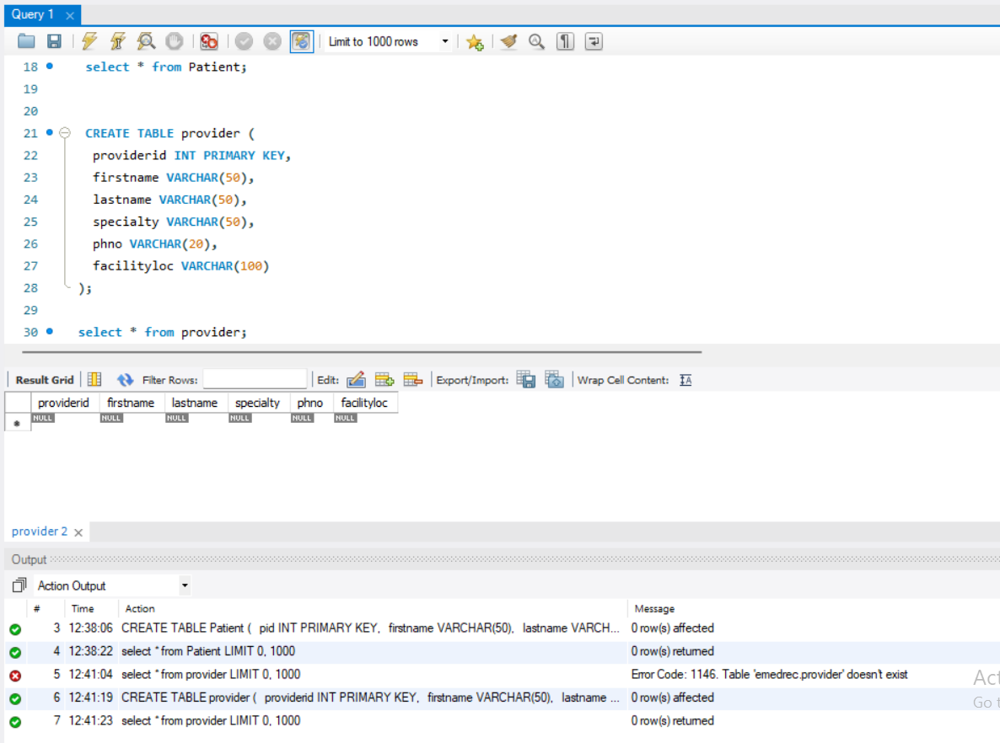 Query 1
Limit to 1000 rows
18 select * from Patient;
19
20
21 CREATE TABLE provider (
22 providerid INT PRIMARY KEY,
23 firstname VARCHAR(50),
24 lastname VARCHAR(50),
25 specialty VARCHAR(50),
26 phno VARCHAR(20),
27 facilityloc VARCHAR(100)
28 );
29
30 select * from provider;
Result Grid Filter Rows: Edit: Export/Import: Wrap Cell Content: IA
providerid firstname lastname specialty phno facilityloc
* NULL NULL NULL NULL NULL NULL
provider 2
Output
Action Output
# Time Action Message
3 12:38:06 CREATE TABLE Patient ( pid INT PRIMARY KEY, firstname VARCHAR(50), lastname VARCH... 0 row(s) affected
4 12:38:22 select * from Patient LIMIT 0, 1000 0 row(s) returned
5 12:41:04 select * from provider LIMIT 0, 1000 Error Code: 1146. Table 'emedrec.provider' doesn't exist
6 12:41:19 CREATE TABLE provider ( providerid INT PRIMARY KEY, firstname VARCHAR(50), lastname ... 0 row(s) affected
7 12:41:23 select * from provider LIMIT 0, 1000 0 row(s) returned
Act
Go t